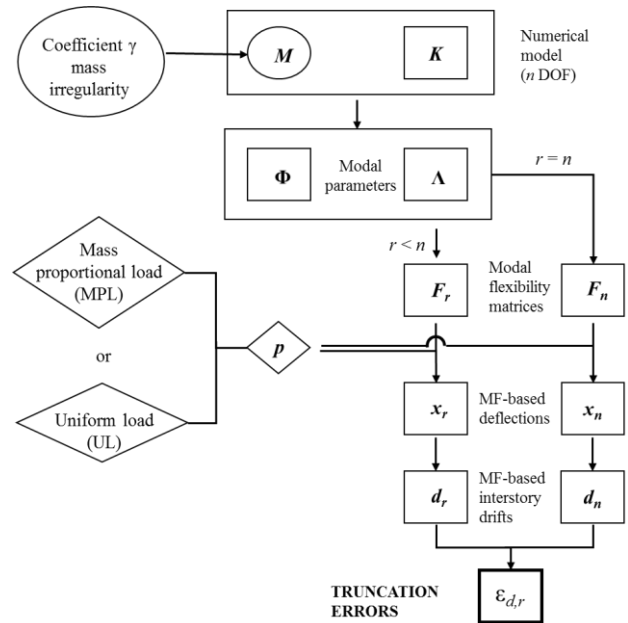 Coefficient γ
mass
irregularity
M
K
Numerical
model
(n DOF)
Φ
Modal
parameters
Λ
r = n
r < n
Mass
proportional load
(MPL)
or
Uniform load
(UL)
p
F_r
Modal
flexibility
matrices
F_n
x_r
MF-based
deflections
x_n
d_r
MF-based
interstory
drifts
d_n
TRUNCATION
ERRORS
ε_d,r